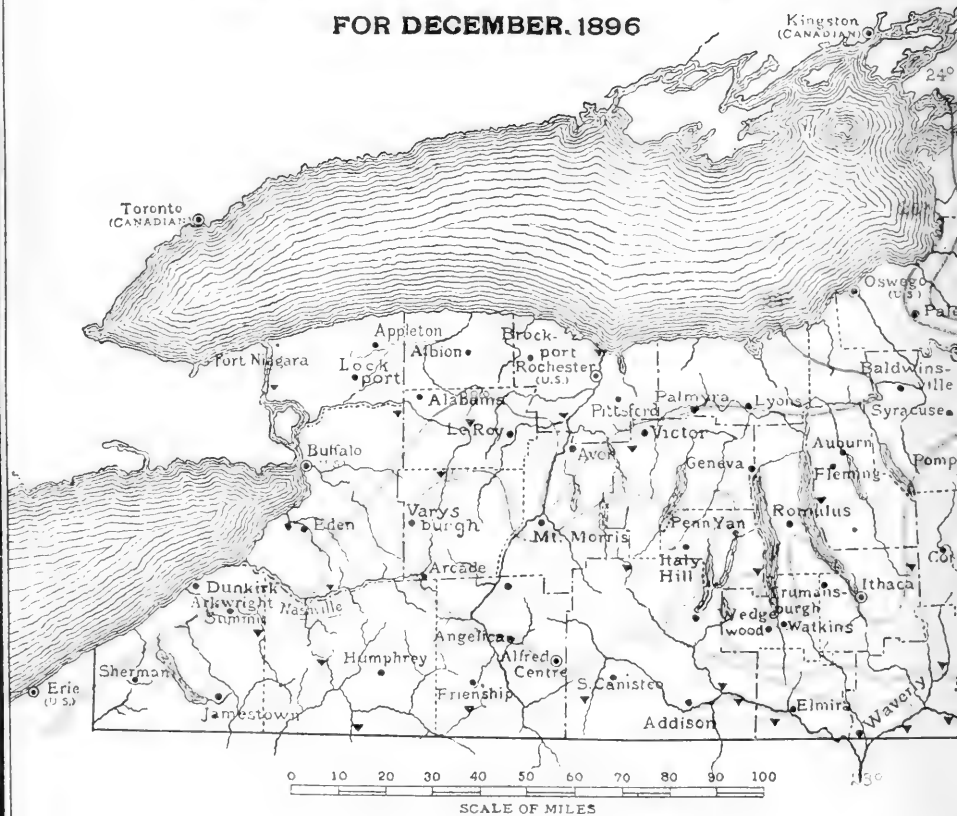 FOR DECEMBER, 1896
Kingston
(CANADIAN)
24°
Toronto
(CANADIAN)
Oswego
(U.S.)
Appleton
Fort Niagara
Albion
Brock-
port
Rochester
(U.S.)
Lock
port
Baldwins-
ville
Alabama
Pittsford
Palmyra
Lyons
Syracuse
Le Roy
Victor
Avon
Auburn
Buffalo
Geneva
Fleming
Pomp
Varys
burgh
Romulus
Eden
Mt. Morris
Penn Yan
Italy
Hill
Arcade
Ithaca
Dunkirk
Arkwright
Summit
Nashville
Trumans-
burgh
Wedge
wood
Watkins
Angelica
Alfred
Centre
Humphrey
Sherman
Erie
(U.S.)
Frienship
S. Canisteo
Jamestown
Addison
Elmira
Waverly
23°
0 10 20 30 40 50 60 70 80 90 100
SCALE OF MILES